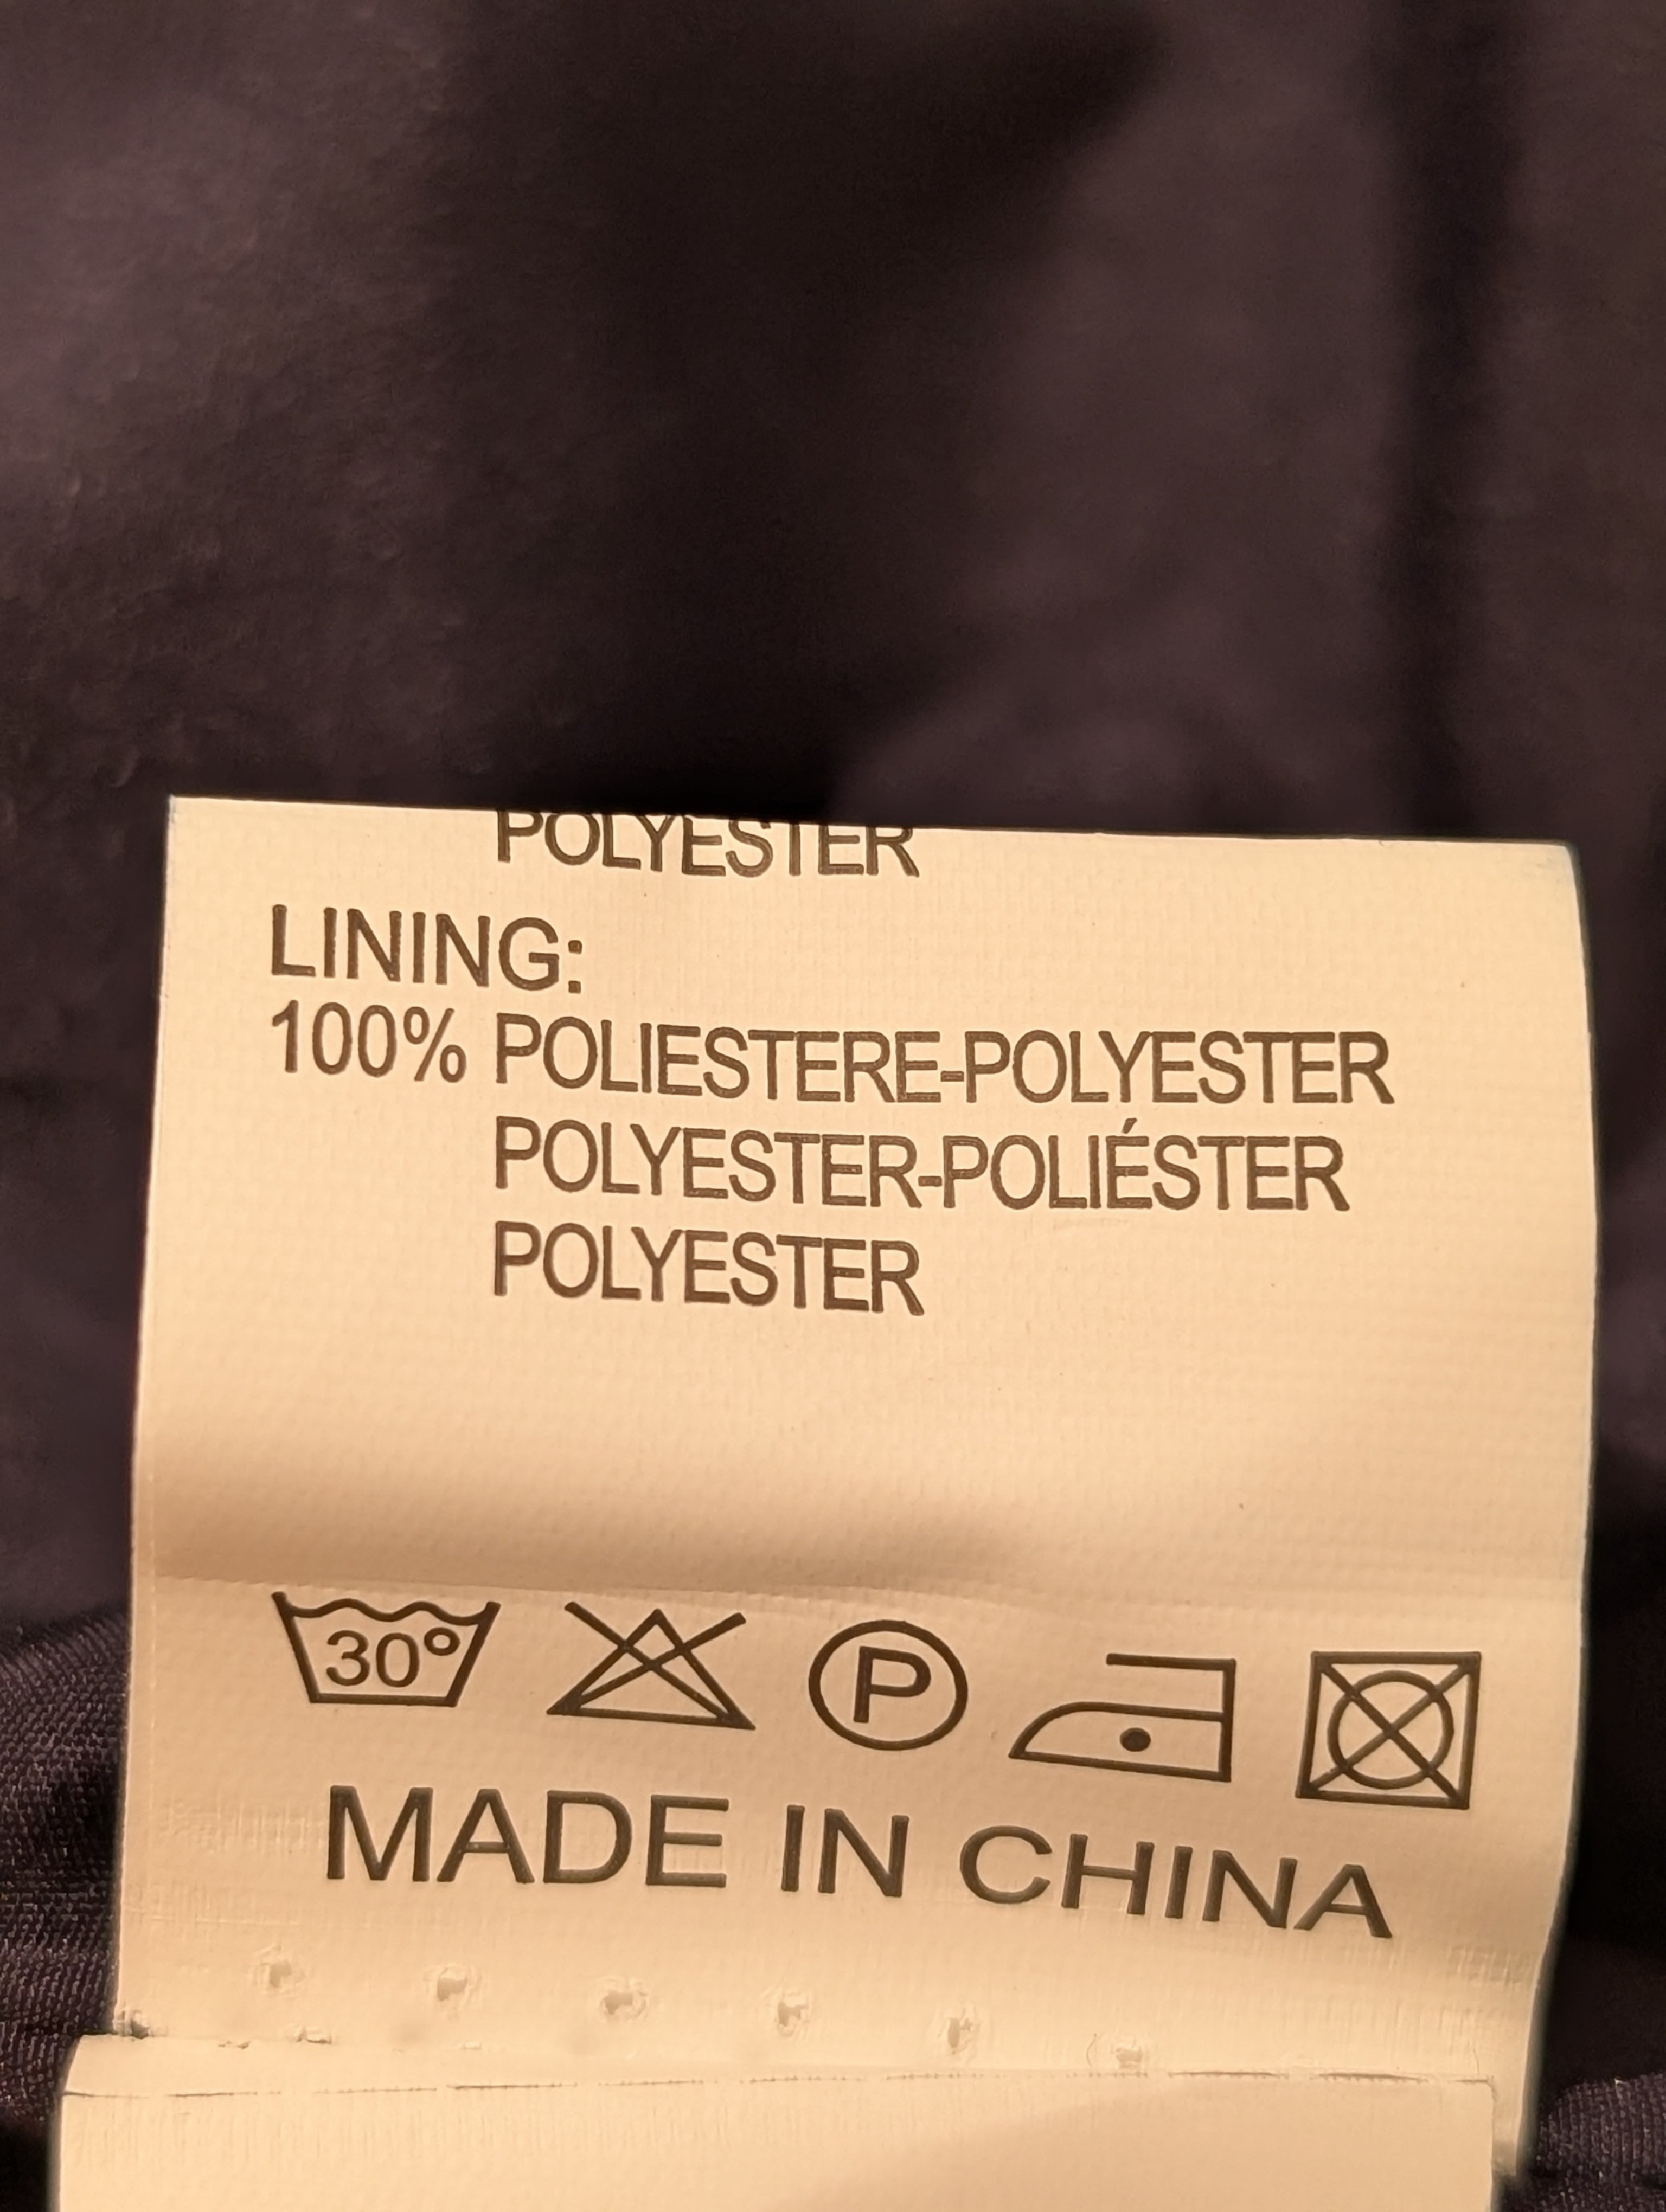 POLYESTER
LINING:
100% POLIESTERE-POLYESTER
POLYESTER-POLIÉSTER
POLYESTER
30° P
MADE IN CHINA